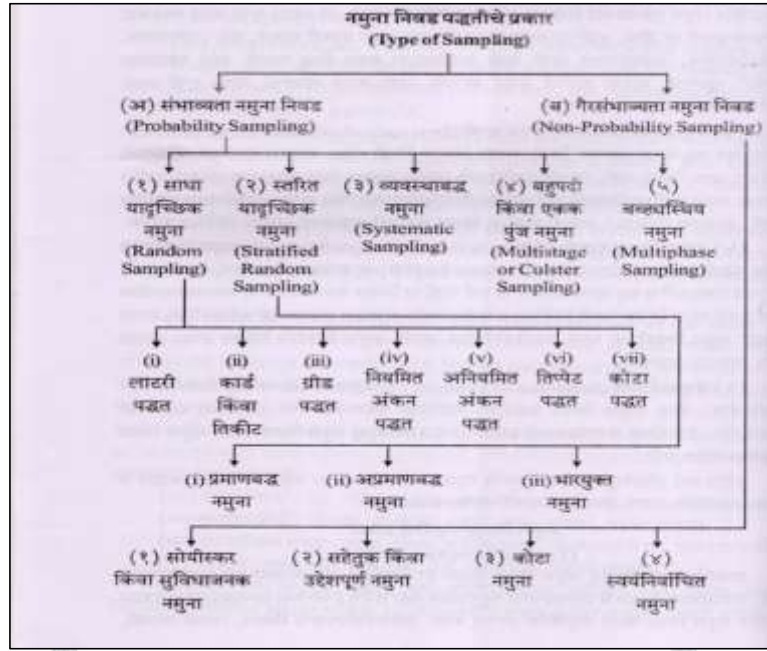 नमुना निवड पद्धतीचे प्रकार
(Type of Sampling)
(अ) संभाव्यता नमुना निवड
(Probability Sampling)
(ब) गैरसंभाव्यता नमुना निवड
(Non-Probability Sampling)
(१) साधा
यादृच्छिक
नमुना
(Random
Sampling)
(२) स्तरित
यादृच्छिक
नमुना
(Stratified
Random
Sampling)
(३) व्यवस्थाबद्ध
नमुना
(Systematic
Sampling)
(४) बहुपदी
किंवा एकक
पुंज नमुना
(Multistage
or Culster
Sampling)
(५)
नमुना
(Multiphase
Sampling)
(i)
लाटरी
पद्धत
(ii)
कार्ड
किंवा
तिकीट
(iii)
ग्रीड
पद्धत
(iv)
नियमित
अंकन
पद्धत
(v)
अनियमित
अंकन
पद्धत
(vi)
तिप्पेट
पद्धत
(vii)
कोटा
पद्धत
(i) प्रमाणबद्ध
नमुना
(ii) अप्रमाणबद्ध
नमुना
(iii) भारयुक्त
नमुना
(१) सोयीस्कर
किंवा सुविधाजनक
नमुना
(२) सहेतुक किंवा
उद्देशपूर्ण नमुना
(३) कोटा
नमुना
(४)
स्वयंनिर्वाचित
नमुना